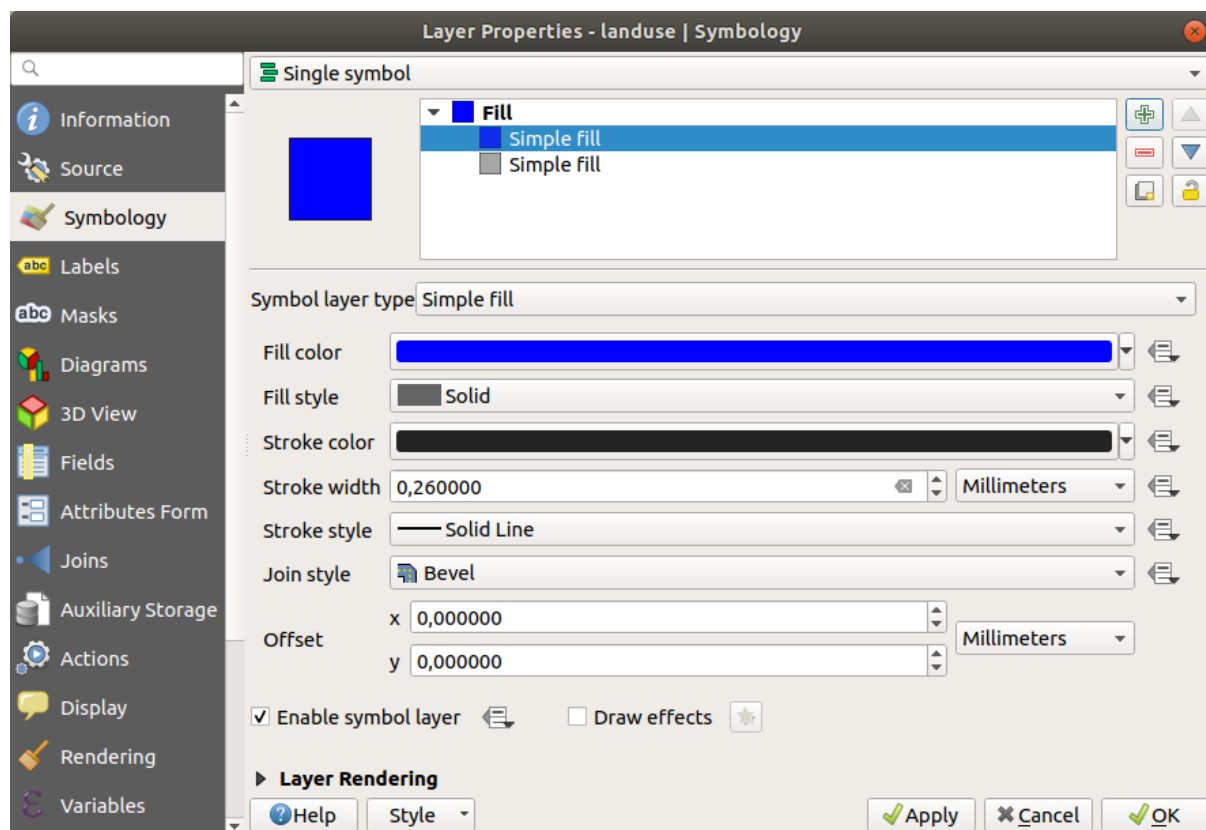 Layer Properties - landuse | Symbology
Information
Source
Symbology
abc Labels
abc Masks
Diagrams
3D View
Fields
Attributes Form
Joins
Auxiliary Storage
Actions
Display
Rendering
Variables
Single symbol
Fill
Simple fill
Simple fill
Symbol layer type Simple fill
Fill color
Fill style Solid
Stroke color
Stroke width 0,260000 Millimeters
Stroke style Solid Line
Join style Bevel
Offset x 0,000000 Millimeters
y 0,000000
Enable symbol layer Draw effects
Layer Rendering
Help Style Apply Cancel OK